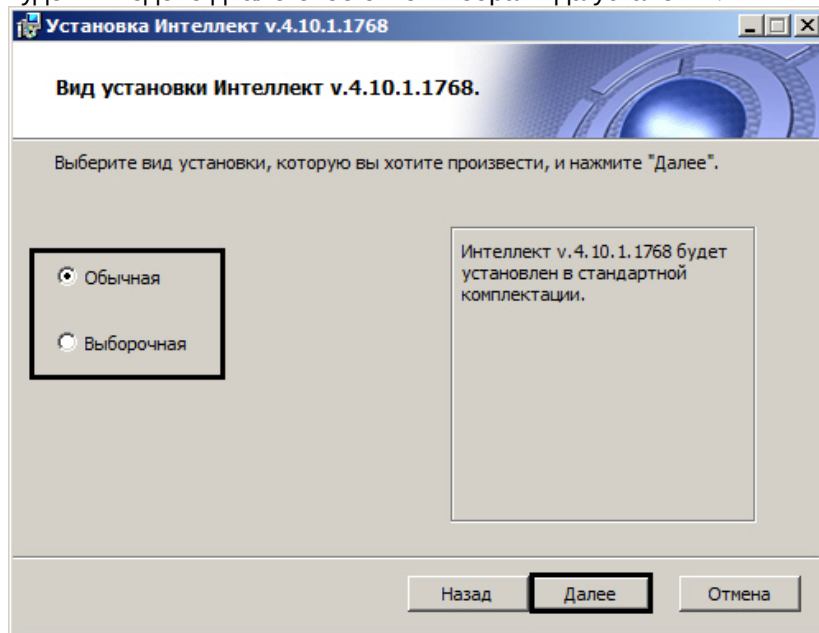 Установка Интеллект v.4.10.1.1768
Вид установки Интеллект v.4.10.1.1768.
Выберите вид установки, которую вы хотите произвести, и нажмите "Далее".
Обычная
Выборочная
Интеллект v.4.10.1.1768 будет
установлен в стандартной
комплектации.
Назад
Далее
Отмена